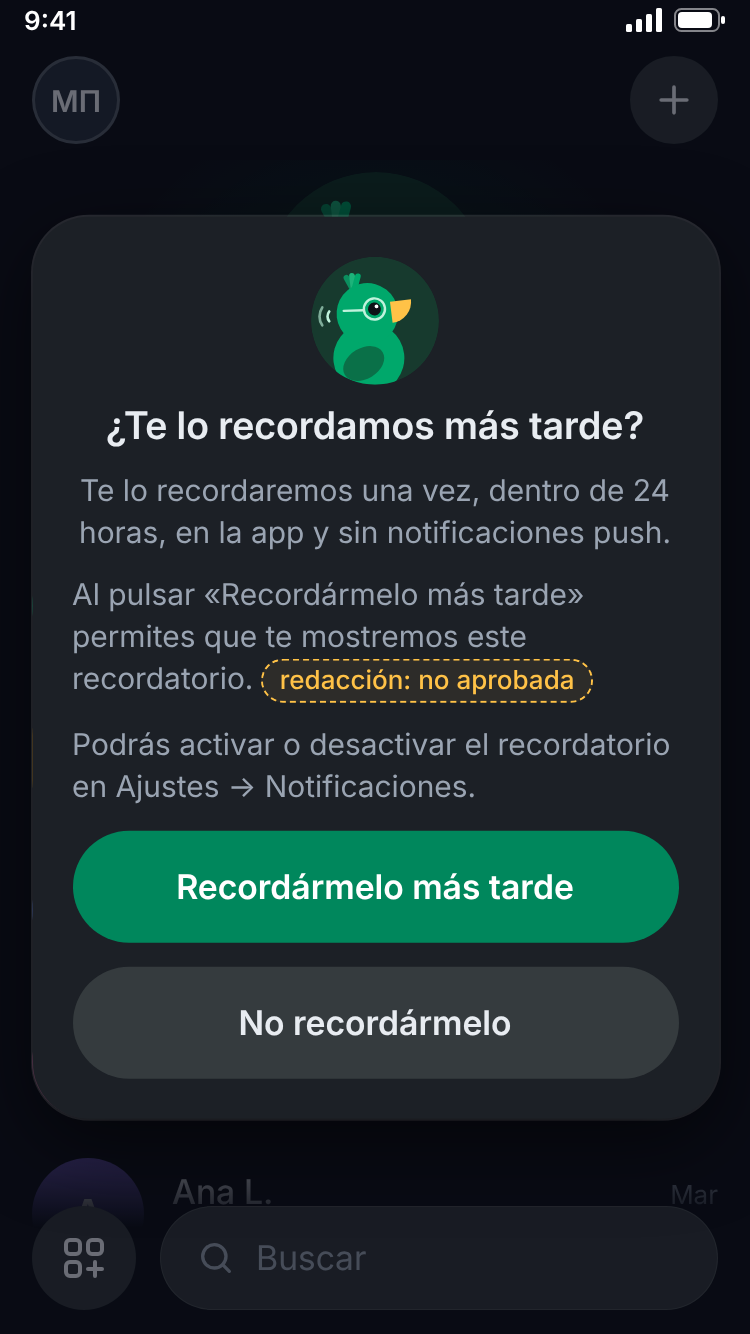 9:41
МП
¿Te lo recordamos más tarde?
Te lo recordaremos una vez, dentro de 24
horas, en la app y sin notificaciones push.
Al pulsar «Recordármelo más tarde»
permites que te mostremos este
recordatorio. redacción: no aprobada
Podrás activar o desactivar el recordatorio
en Ajustes → Notificaciones.
Recordármelo más tarde
No recordármelo
Ana L.
Mar
Buscar